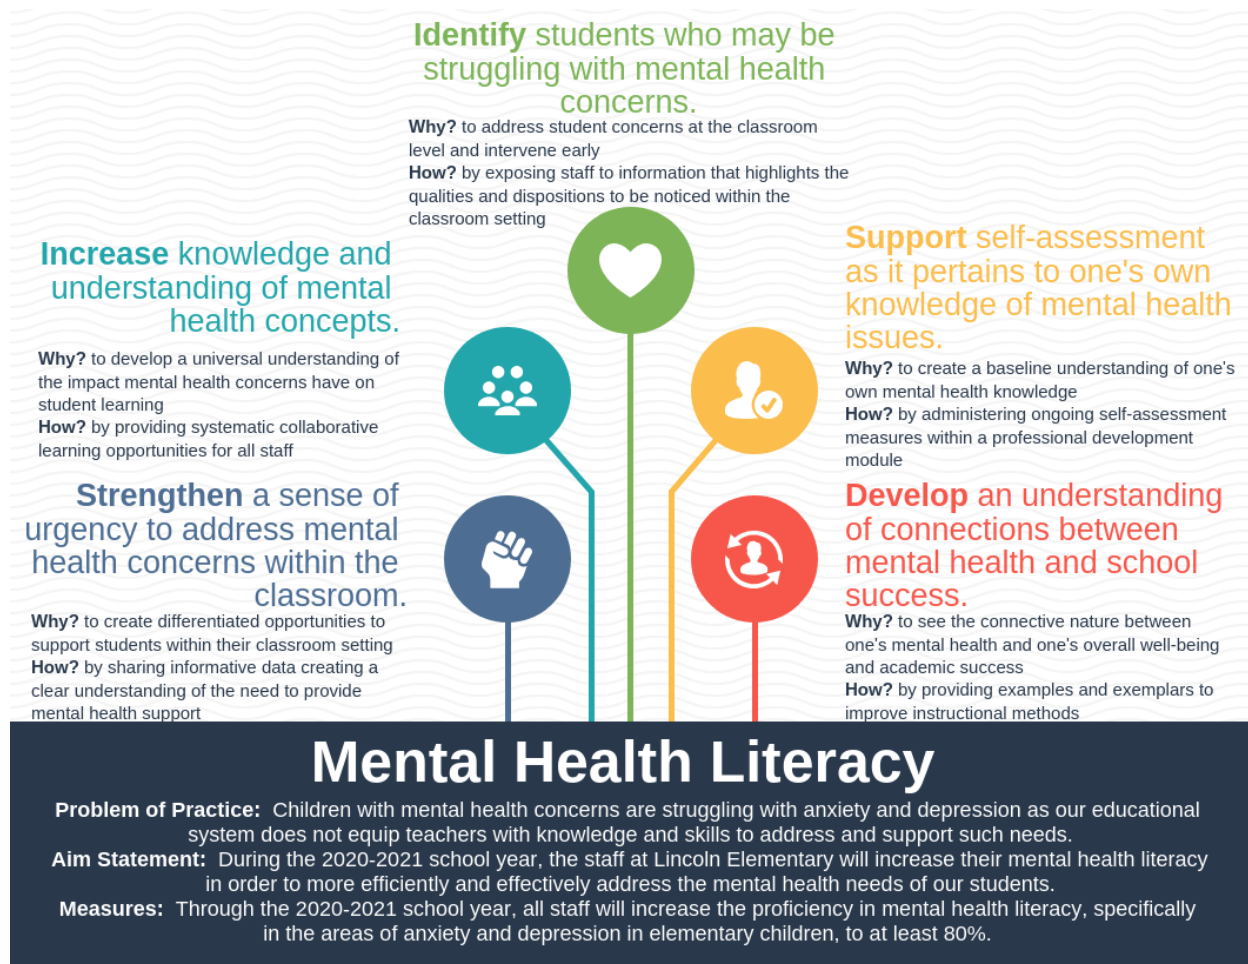 Identify students who may be
struggling with mental health
concerns.
Why? to address student concerns at the classroom
level and intervene early
How? by exposing staff to information that highlights the
qualities and dispositions to be noticed within the
classroom setting
Increase knowledge and
understanding of mental
health concepts.
Why? to develop a universal understanding of
the impact mental health concerns have on
student learning
How? by providing systematic collaborative
learning opportunities for all staff
Support self-assessment
as it pertains to one's own
knowledge of mental health
issues.
Why? to create a baseline understanding of one's
own mental health knowledge
How? by administering ongoing self-assessment
measures within a professional development
module
Strengthen a sense of
urgency to address mental
health concerns within the
classroom.
Why? to create differentiated opportunities to
support students within their classroom setting
How? by sharing informative data creating a
clear understanding of the need to provide
mental health support
Develop an understanding
of connections between
mental health and school
success.
Why? to see the connective nature between
one's mental health and one's overall well-being
and academic success
How? by providing examples and exemplars to
improve instructional methods
Mental Health Literacy
Problem of Practice: Children with mental health concerns are struggling with anxiety and depression as our educational
system does not equip teachers with knowledge and skills to address and support such needs.
Aim Statement: During the 2020-2021 school year, the staff at Lincoln Elementary will increase their mental health literacy
in order to more efficiently and effectively address the mental health needs of our students.
Measures: Through the 2020-2021 school year, all staff will increase the proficiency in mental health literacy, specifically
in the areas of anxiety and depression in elementary children, to at least 80%.